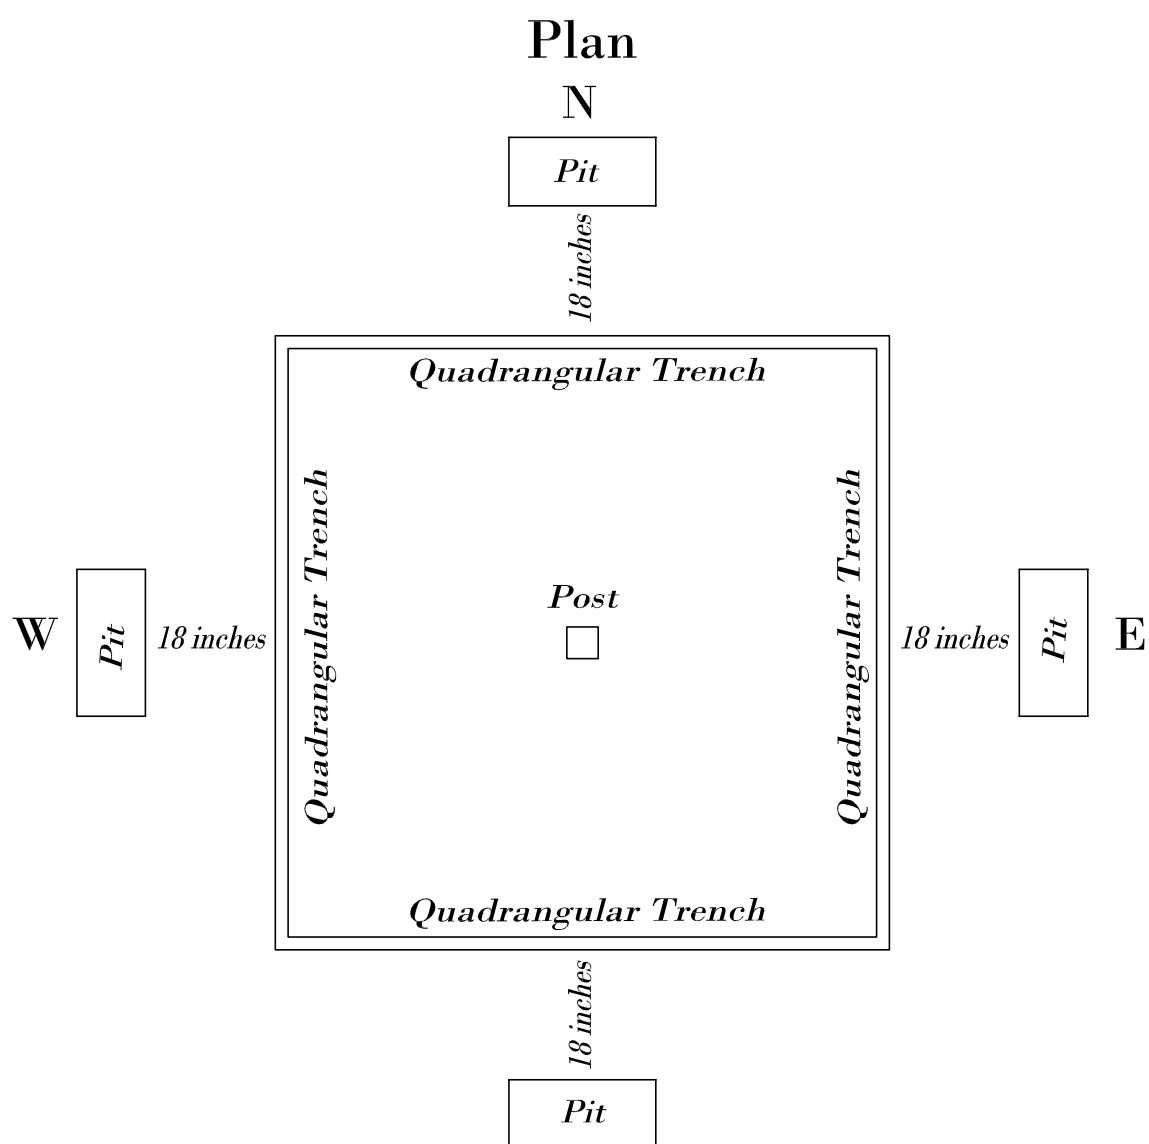 Plan
N
Pit
18 inches
Quadrangular Trench
Quadrangular Trench
Quadrangular Trench
Post
W
Pit
18 inches
18 inches
Pit
E
Quadrangular Trench
18 inches
Pit